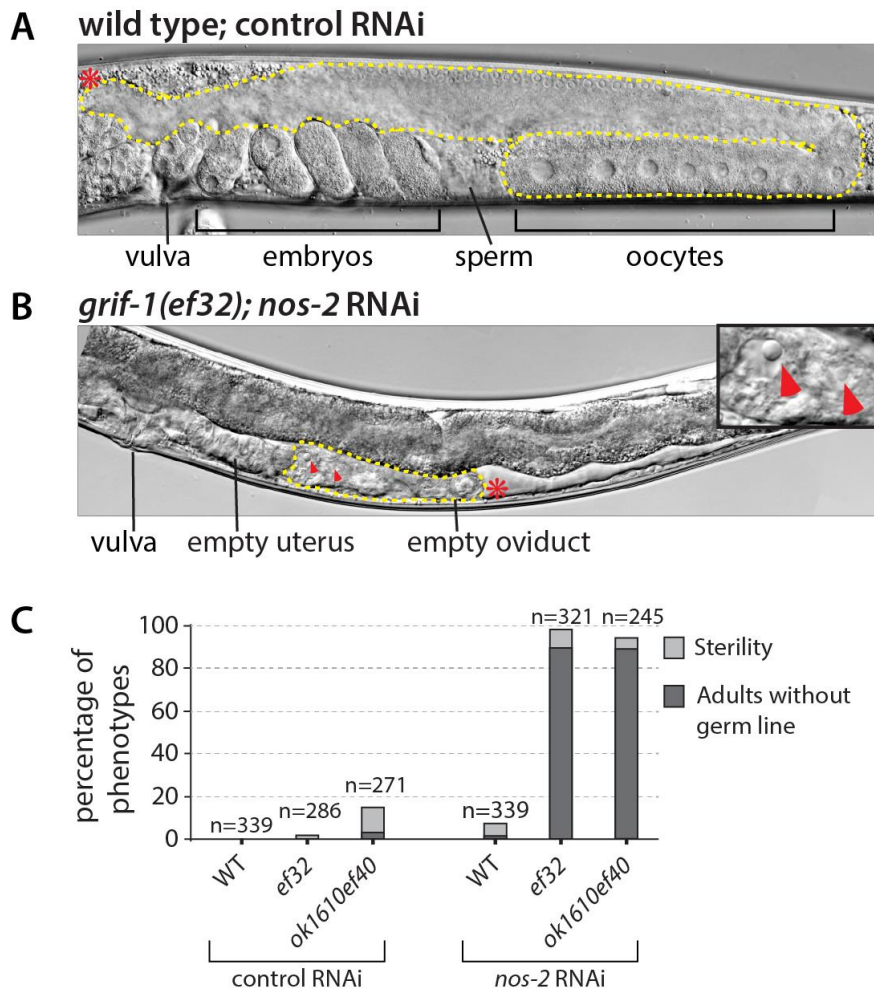 A
wild type; control RNAi
vulva embryos sperm oocytes
B
grif-1(ef32); nos-2 RNAi
vulva empty uterus empty oviduct
C
percentage of
phenotypes
100
80
60
40
20
0
n=339
n=286
n=271
n=339
n=321
n=245
Sterility
Adults without
germ line
WT
ef32
ok1610ef40
WT
ef32
ok1610ef40
control RNAi
nos-2 RNAi